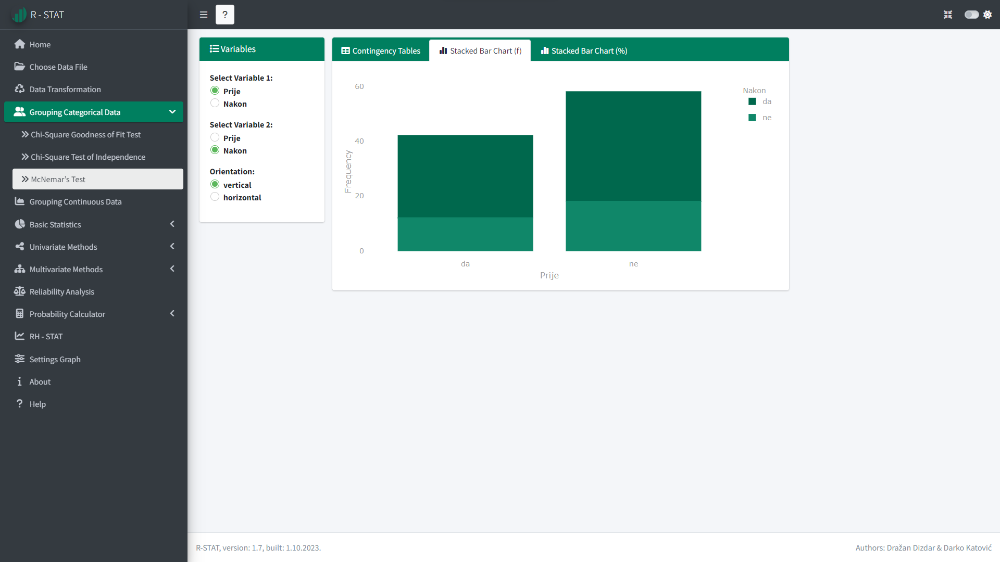 R - STAT
?
Home
Choose Data File
Data Transformation
Grouping Categorical Data
Chi-Square Goodness of Fit Test
Chi-Square Test of Independence
McNemar’s Test
Grouping Continuous Data
Basic Statistics
Univariate Methods
Multivariate Methods
Reliability Analysis
Probability Calculator
RH - STAT
Settings Graph
About
Help
Variables
Select Variable 1:
Prije
Nakon
Select Variable 2:
Prije
Nakon
Orientation:
vertical
horizontal
Contingency Tables
Stacked Bar Chart (f)
Stacked Bar Chart (%)
60
40
20
0
Frequency
da
ne
Prije
Nakon
da
ne
R-STAT, version: 1.7, built: 1.10.2023.
Authors: Dražan Dizdar & Darko Katović